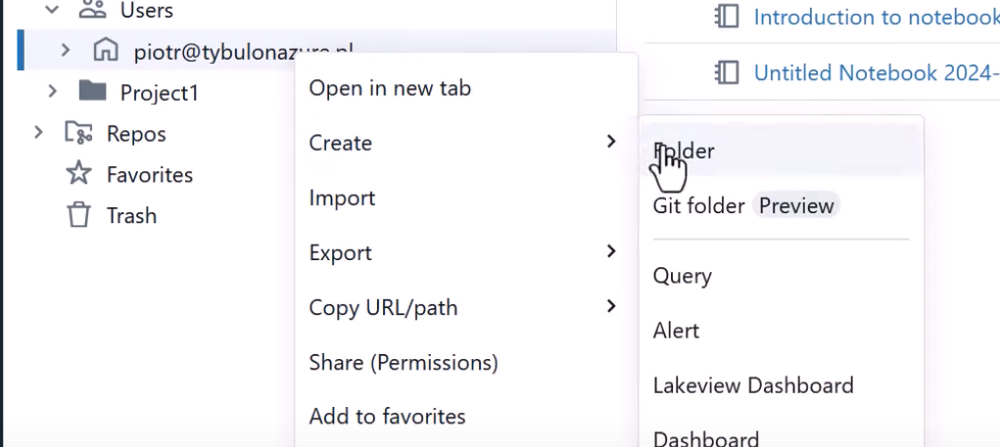 Users
piotr@tybulonazure.pl
Project1
Repos
Favorites
Trash
Open in new tab
Create
Import
Export
Copy URL/path
Share (Permissions)
Add to favorites
Folder
Git folder Preview
Query
Alert
Lakeview Dashboard
Dashboard
Introduction to notebook
Untitled Notebook 2024-